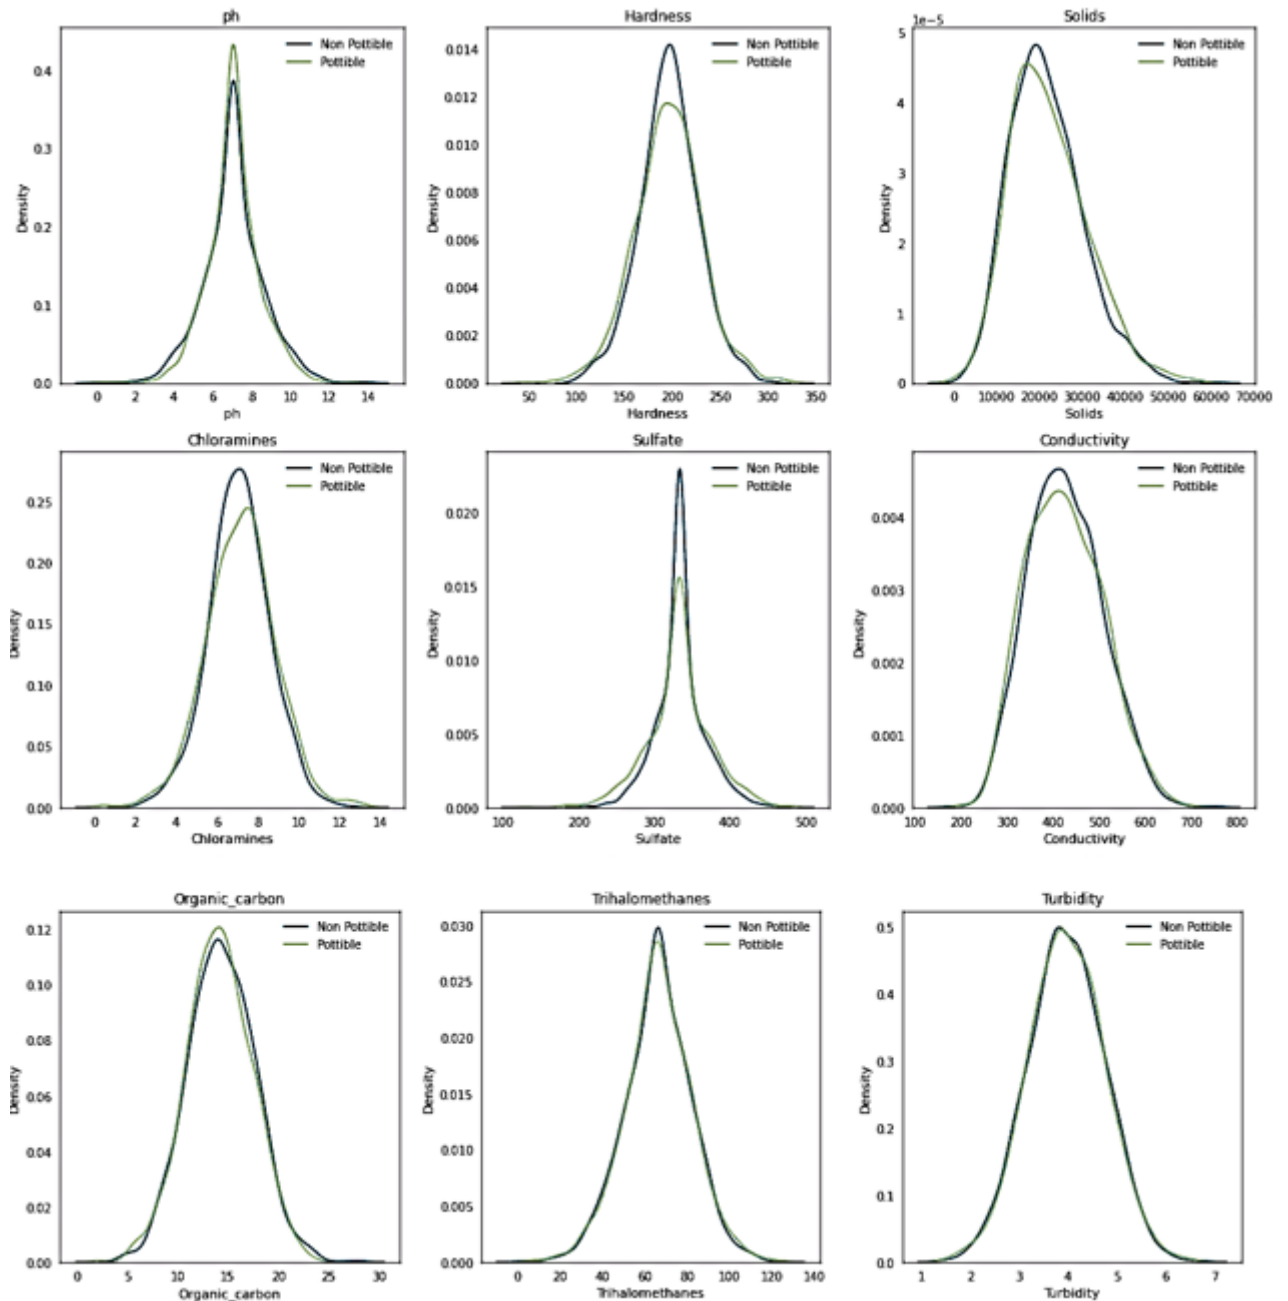 ph
Non Pottible
Pottible
0.4
0.3
0.2
0.1
0.0
Density
0 2 4 6 8 10 12 14
ph
Hardness
Non Pottible
Pottible
0.014
0.012
0.010
0.008
0.006
0.004
0.002
0.000
Density
50 100 150 200 250 300 350
Hardness
Solids
1e-5
Non Pottible
Pottible
5
4
3
2
1
0
Density
0 10000 20000 30000 40000 50000 60000 70000
Solids
Chloramines
Non Pottible
Pottible
0.25
0.20
0.15
0.10
0.05
0.00
Density
0 2 4 6 8 10 12 14
Chloramines
Sulfate
Non Pottible
Pottible
0.020
0.015
0.010
0.005
0.000
Density
100 200 300 400 500
Sulfate
Conductivity
Non Pottible
Pottible
0.004
0.003
0.002
0.001
0.000
Density
100 200 300 400 500 600 700 800
Conductivity
Organic_carbon
Non Pottible
Pottible
0.12
0.10
0.08
0.06
0.04
0.02
0.00
Density
0 5 10 15 20 25 30
Organic_carbon
Trihalomethanes
Non Pottible
Pottible
0.030
0.025
0.020
0.015
0.010
0.005
0.000
Density
0 20 40 60 80 100 120 140
Trihalomethanes
Turbidity
Non Pottible
Pottible
0.5
0.4
0.3
0.2
0.1
0.0
Density
1 2 3 4 5 6 7
Turbidity